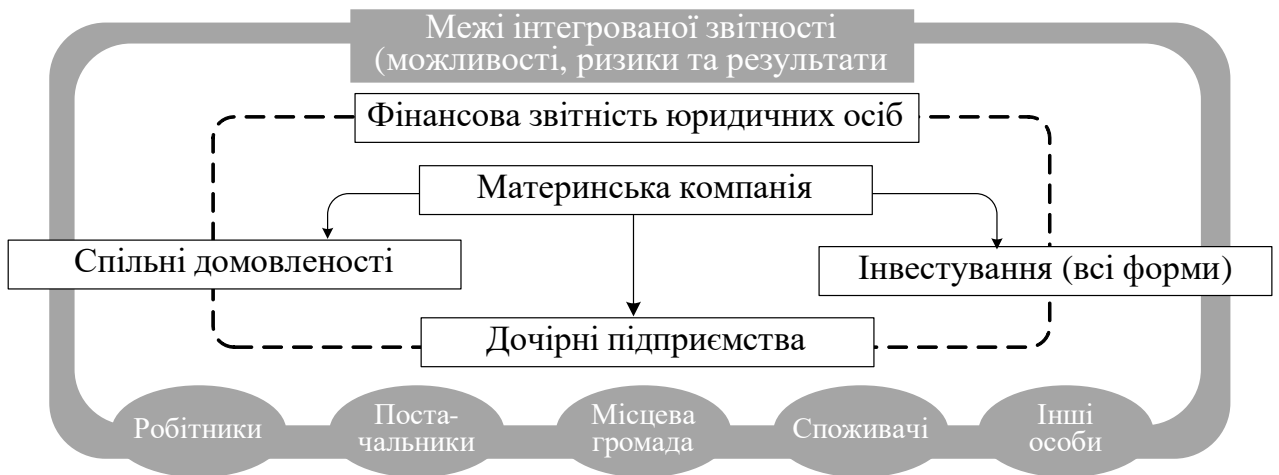 Межі інтегрованої звітності
(можливості, ризики та результати
Фінансова звітність юридичних осіб
Материнська компанія
Спільні домовленості
Інвестування (всі форми)
Дочірні підприємства
Робітники
Поста-
чальники
Місцева
громада
Споживачі
Інші
особи